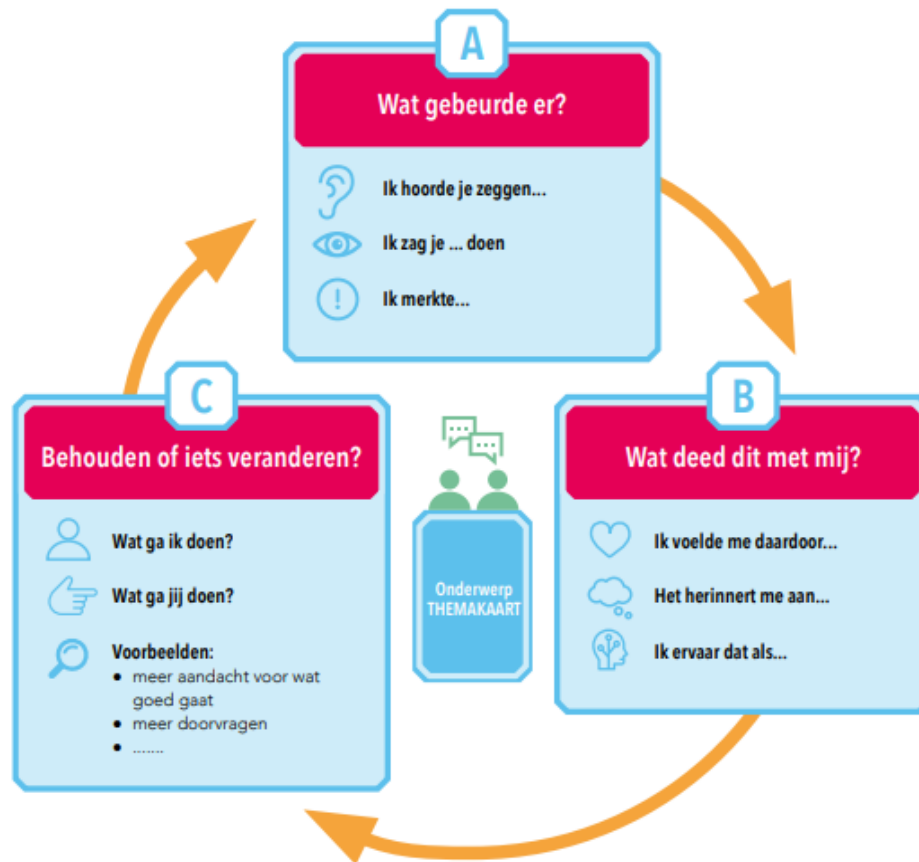 A
Wat gebeurde er?
Ik hoorde je zeggen...
Ik zag je ... doen
Ik merkte...
B
Wat deed dit met mij?
Ik voelde me daardoor...
Het herinnert me aan...
Ik ervaar dat als...
C
Behouden of iets veranderen?
Wat ga ik doen?
Wat ga jij doen?
Voorbeelden:
• meer aandacht voor wat
goed gaat
• meer doorvragen
• .......
Onderwerp
THEMAKAART